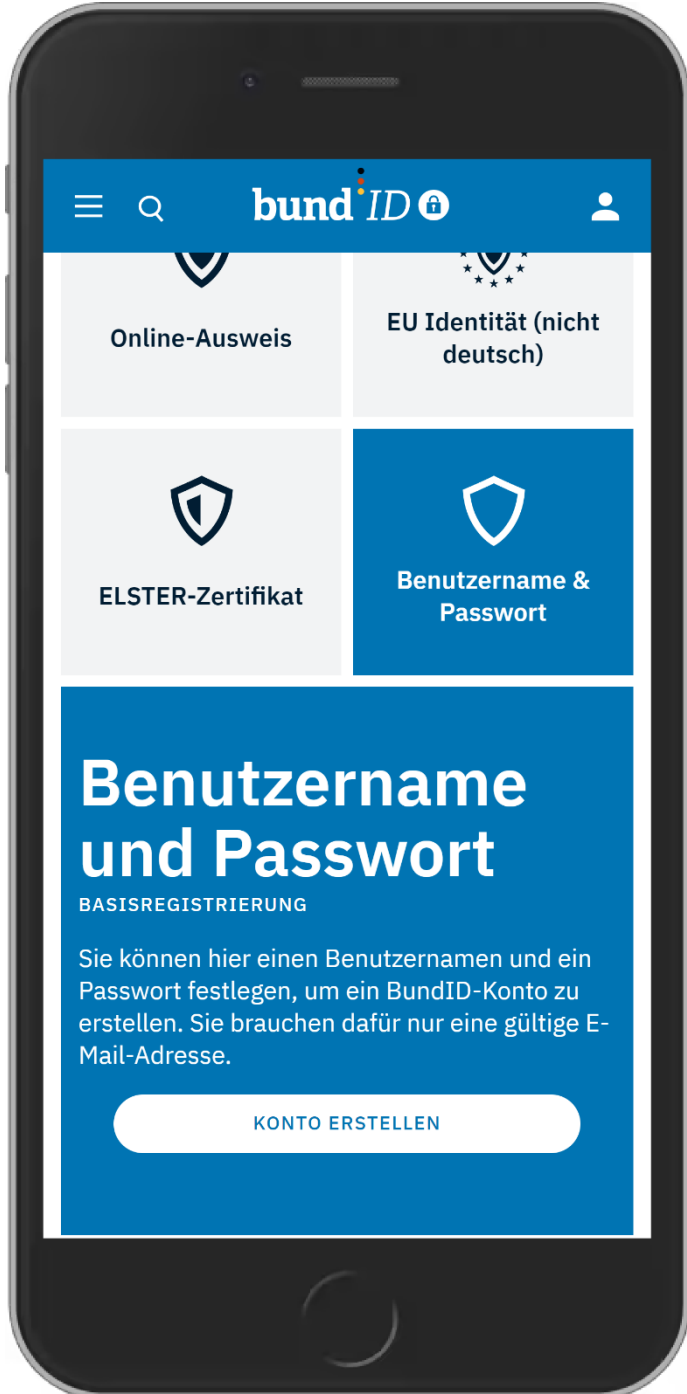 bund ID
Online-Ausweis
EU Identität (nicht
deutsch)
ELSTER-Zertifikat
Benutzername &
Passwort
Benutzername
und Passwort
BASISREGISTRIERUNG
Sie können hier einen Benutzernamen und ein
Passwort festlegen, um ein BundID-Konto zu
erstellen. Sie brauchen dafür nur eine gültige E-
Mail-Adresse.
KONTO ERSTELLEN